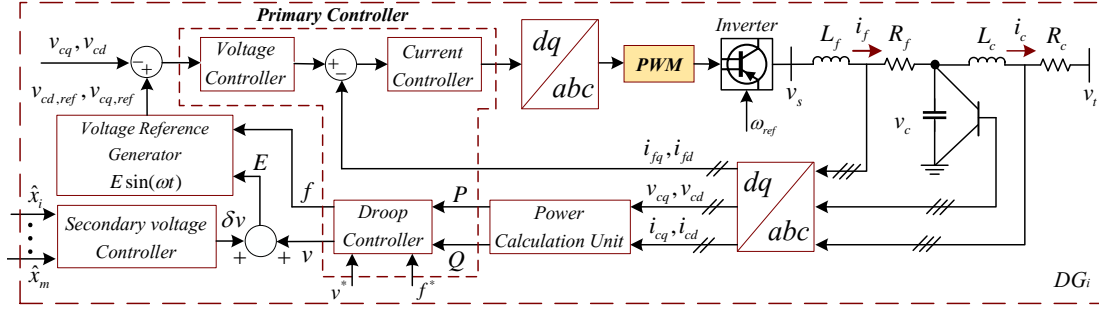 Primary Controller
v_cq, v_cd
− +
v_cd,ref, v_cq,ref
Voltage
Controller
+ −
Current
Controller
dq
abc
PWM
Inverter
ω_ref
v_s
L_f
i_f
R_f
L_c
i_c
R_c
v_t
v_c
Voltage Reference
Generator
E sin(ωt)
E
f
i_fq, i_fd
v_cq, v_cd
i_cq, i_cd
dq
abc
x̂_i
x̂_m
Secondary voltage
Controller
δv
+ +
v
Droop
Controller
P
Q
Power
Calculation Unit
v*
f*
DG_i